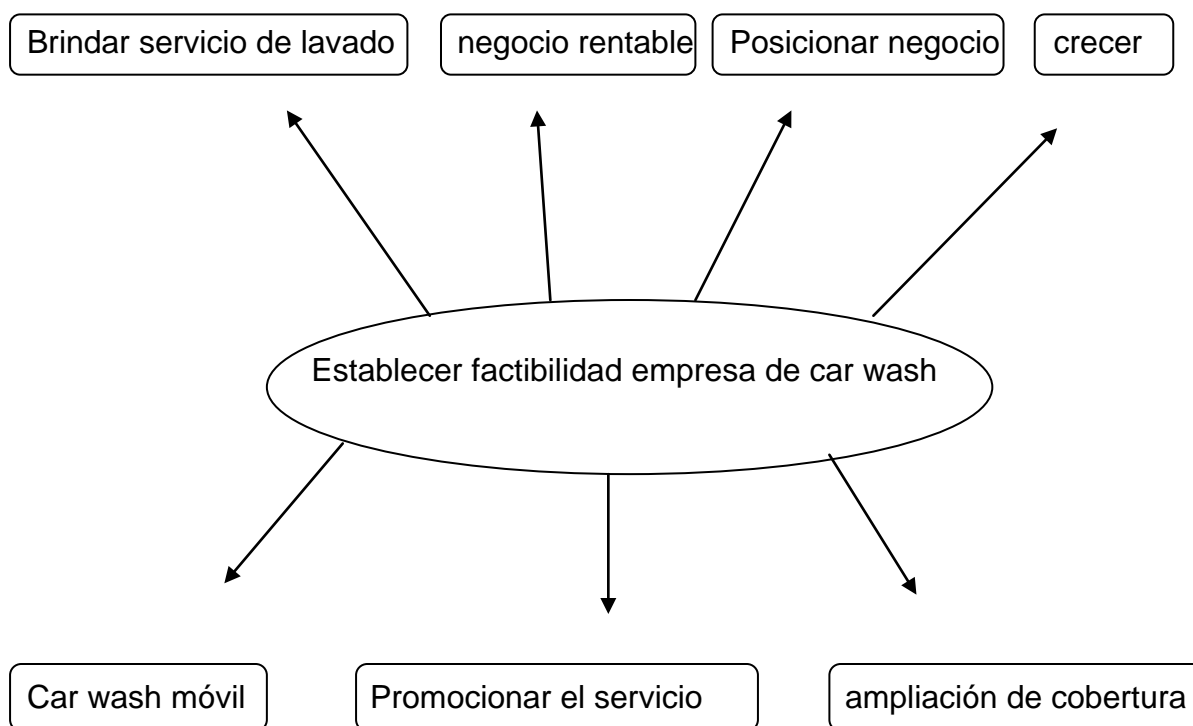 Brindar servicio de lavado
negocio rentable
Posicionar negocio
crecer
Establecer factibilidad empresa de car wash
Car wash móvil
Promocionar el servicio
ampliación de cobertura